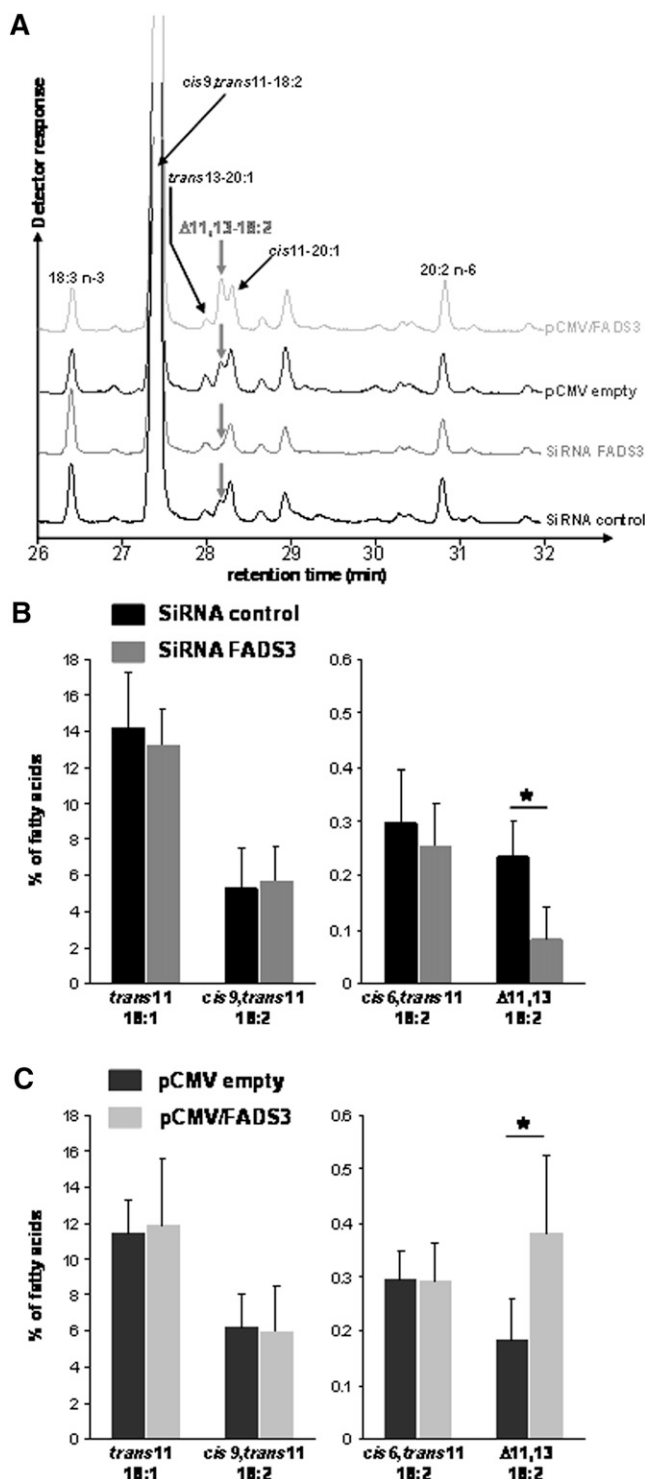 A
Detector response
cis9,trans11-18:2
trans13-20:1
Δ11,13-18:2
cis11-20:1
18:3 n-3
20:2 n-6
pCMV/FADS3
pCMV empty
SiRNA FADS3
SiRNA control
26 27 28 29 30 31 32
retention time (min)
B
SiRNA control
SiRNA FADS3
% of fatty acids
18
16
14
12
10
8
6
4
2
0
trans11 18:1
cis9,trans11 18:2
0.6
0.5
0.4
0.3
0.2
0.1
0
*
cis6,trans11 18:2
Δ11,13 18:2
C
pCMV empty
pCMV/FADS3
% of fatty acids
18
16
14
12
10
8
6
4
2
0
trans11 18:1
cis9,trans11 18:2
0.6
0.5
0.4
0.3
0.2
0.1
0
*
cis6,trans11 18:2
Δ11,13 18:2